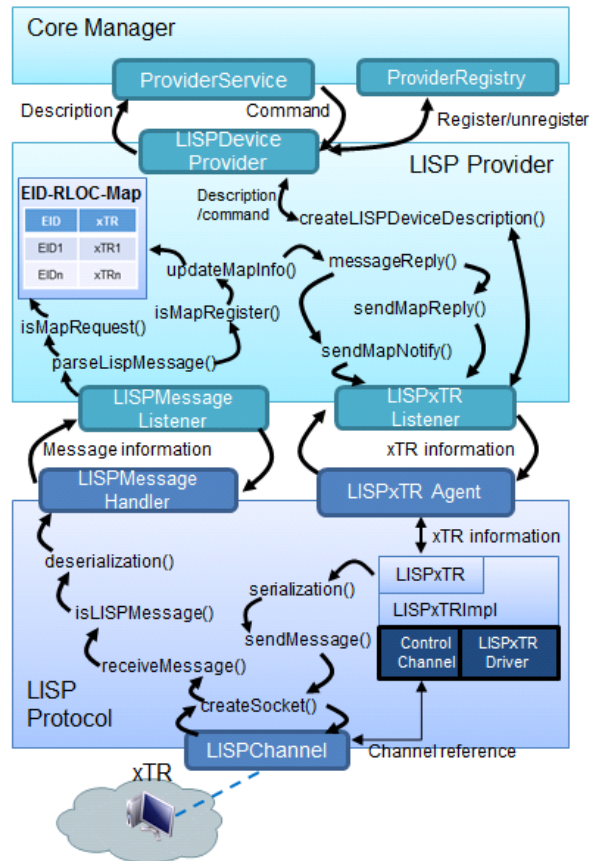 Core Manager
ProviderService
ProviderRegistry
Description
Command
Register/unregister
LISPDevice
Provider
LISP Provider
EID-RLOC-Map
EID xTR
EID1 xTR1
EIDn xTRn
Description
/command
createLISPDeviceDescription()
updateMapInfo()
messageReply()
isMapRegister()
sendMapReply()
isMapRequest()
sendMapNotify()
parseLispMessage()
LISPMessage
Listener
LISPxTR
Listener
Message information
xTR information
LISPMessage
Handler
LISPxTR Agent
xTR information
deserialization()
serialization()
LISPxTR
LISPxTRImpl
isLISPMessage()
sendMessage()
Control
Channel
LISPxTR
Driver
receiveMessage()
LISP
Protocol
createSocket()
LISPChannel
Channel reference
xTR